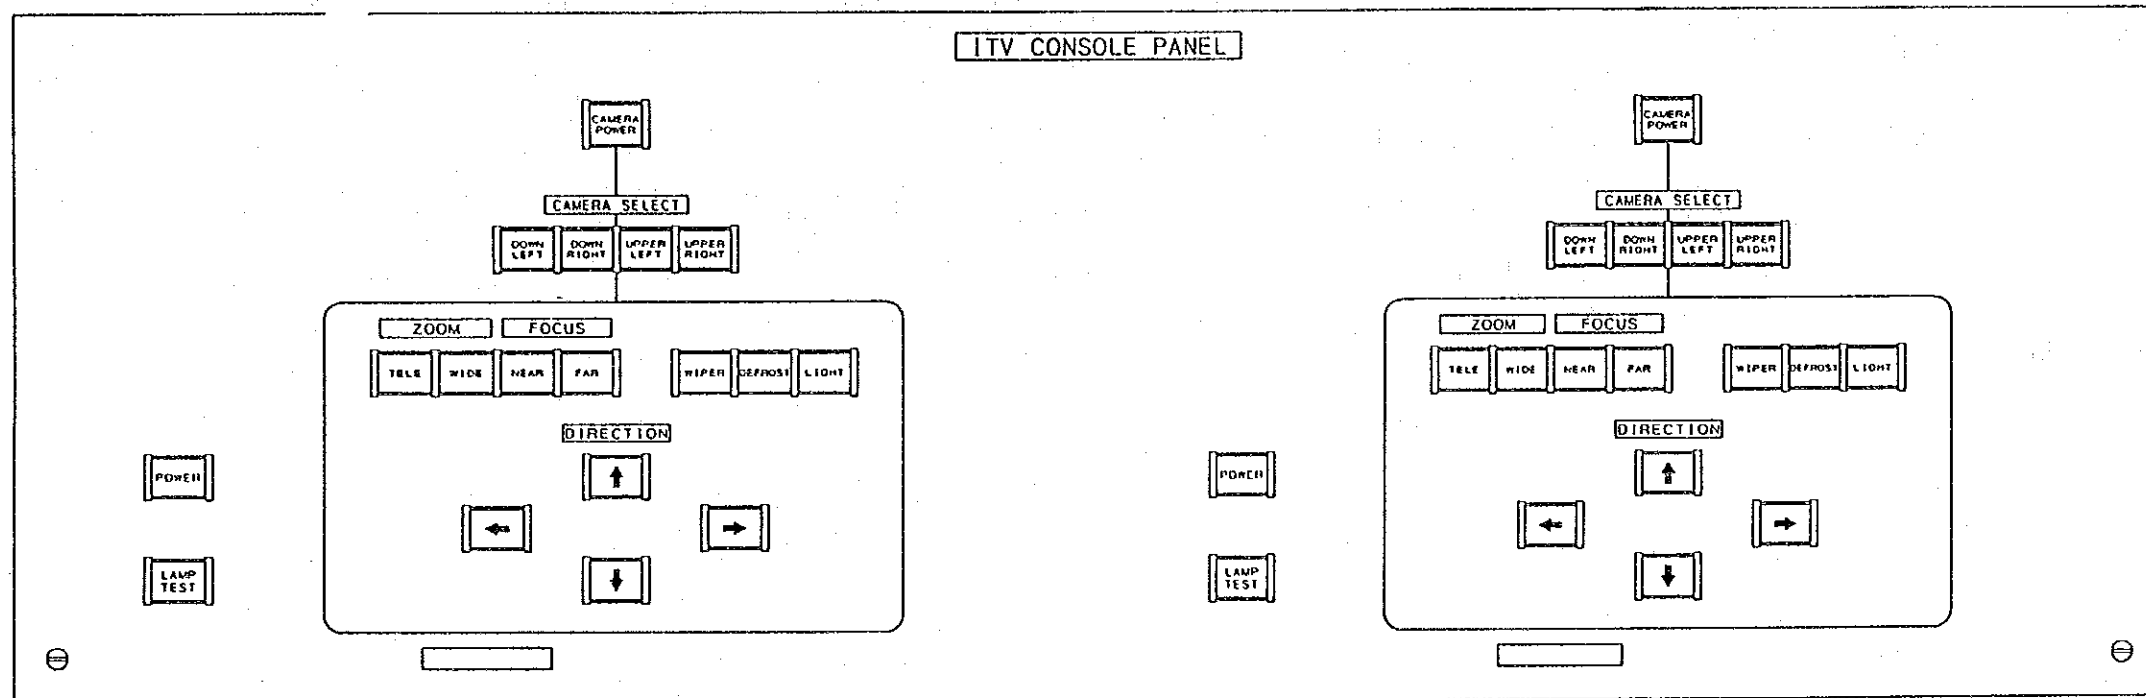 ITV CONSOLE PANEL
CAMERA
POWER
CAMERA SELECT
DOWN
LEFT
DOWN
RIGHT
UPPER
LEFT
UPPER
RIGHT
ZOOM
FOCUS
TELE
WIDE
NEAR
FAR
WIPER
DEFROST
LIGHT
DIRECTION
POWER
LAMP
TEST
CAMERA
POWER
CAMERA SELECT
DOWN
LEFT
DOWN
RIGHT
UPPER
LEFT
UPPER
RIGHT
ZOOM
FOCUS
TELE
WIDE
NEAR
FAR
WIPER
DEFROST
LIGHT
DIRECTION
POWER
LAMP
TEST